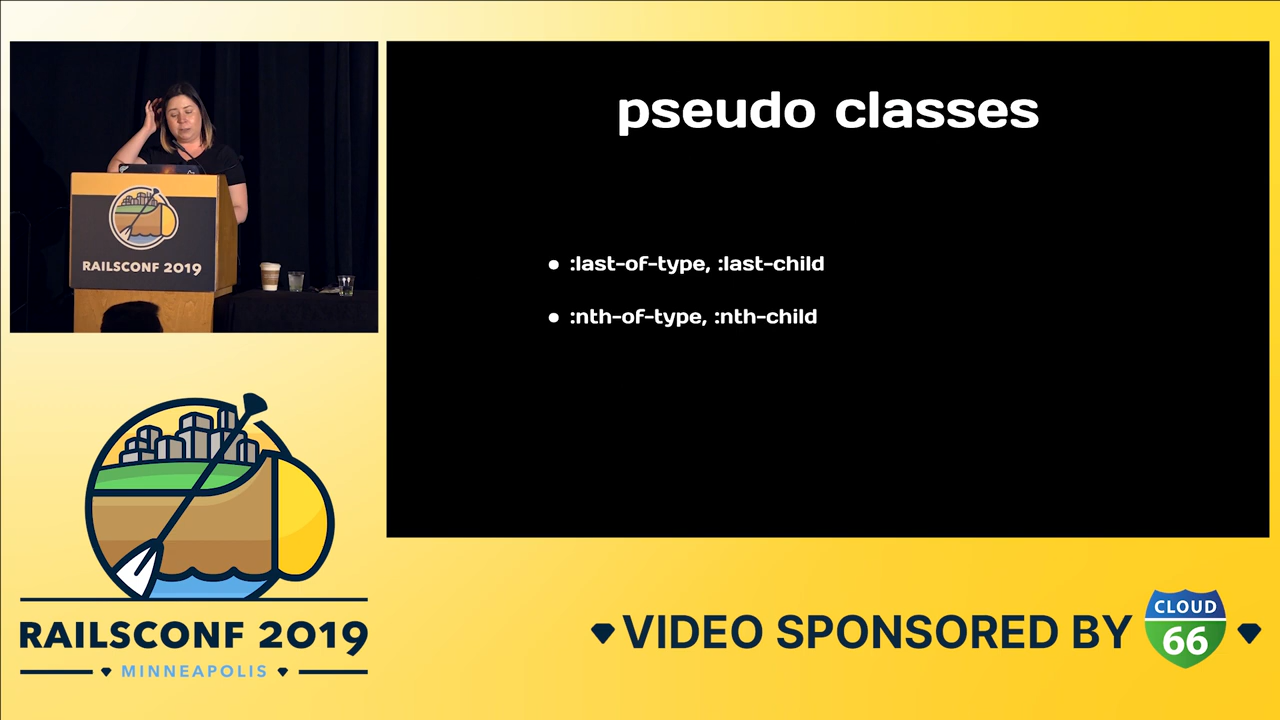 pseudo classes
• :last-of-type, :last-child
• :nth-of-type, :nth-child
RAILSCONF 2019
RAILSCONF 2019
MINNEAPOLIS
VIDEO SPONSORED BY
CLOUD
66